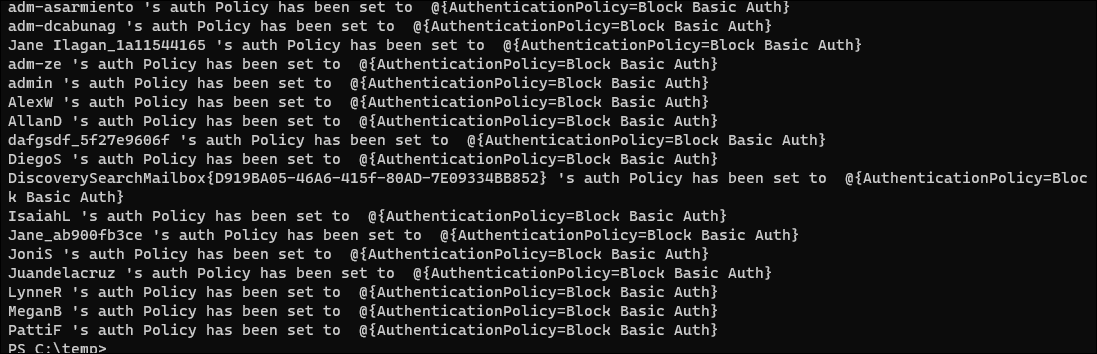 adm-asarmiento 's auth Policy has been set to  @{AuthenticationPolicy=Block Basic Auth}
adm-dcabunag 's auth Policy has been set to  @{AuthenticationPolicy=Block Basic Auth}
Jane Ilagan_1a11544165 's auth Policy has been set to  @{AuthenticationPolicy=Block Basic Auth}
adm-ze 's auth Policy has been set to  @{AuthenticationPolicy=Block Basic Auth}
admin 's auth Policy has been set to  @{AuthenticationPolicy=Block Basic Auth}
AlexW 's auth Policy has been set to  @{AuthenticationPolicy=Block Basic Auth}
AllanD 's auth Policy has been set to  @{AuthenticationPolicy=Block Basic Auth}
dafgsdf_5f27e9606f 's auth Policy has been set to  @{AuthenticationPolicy=Block Basic Auth}
DiegoS 's auth Policy has been set to  @{AuthenticationPolicy=Block Basic Auth}
DiscoverySearchMailbox{D919BA05-46A6-415f-80AD-7E09334BB852} 's auth Policy has been set to  @{AuthenticationPolicy=Bloc
k Basic Auth}
IsaiahL 's auth Policy has been set to  @{AuthenticationPolicy=Block Basic Auth}
Jane_ab900fb3ce 's auth Policy has been set to  @{AuthenticationPolicy=Block Basic Auth}
JoniS 's auth Policy has been set to  @{AuthenticationPolicy=Block Basic Auth}
Juandelacruz 's auth Policy has been set to  @{AuthenticationPolicy=Block Basic Auth}
LynneR 's auth Policy has been set to  @{AuthenticationPolicy=Block Basic Auth}
MeganB 's auth Policy has been set to  @{AuthenticationPolicy=Block Basic Auth}
PattiF 's auth Policy has been set to  @{AuthenticationPolicy=Block Basic Auth}
PS C:\temp>